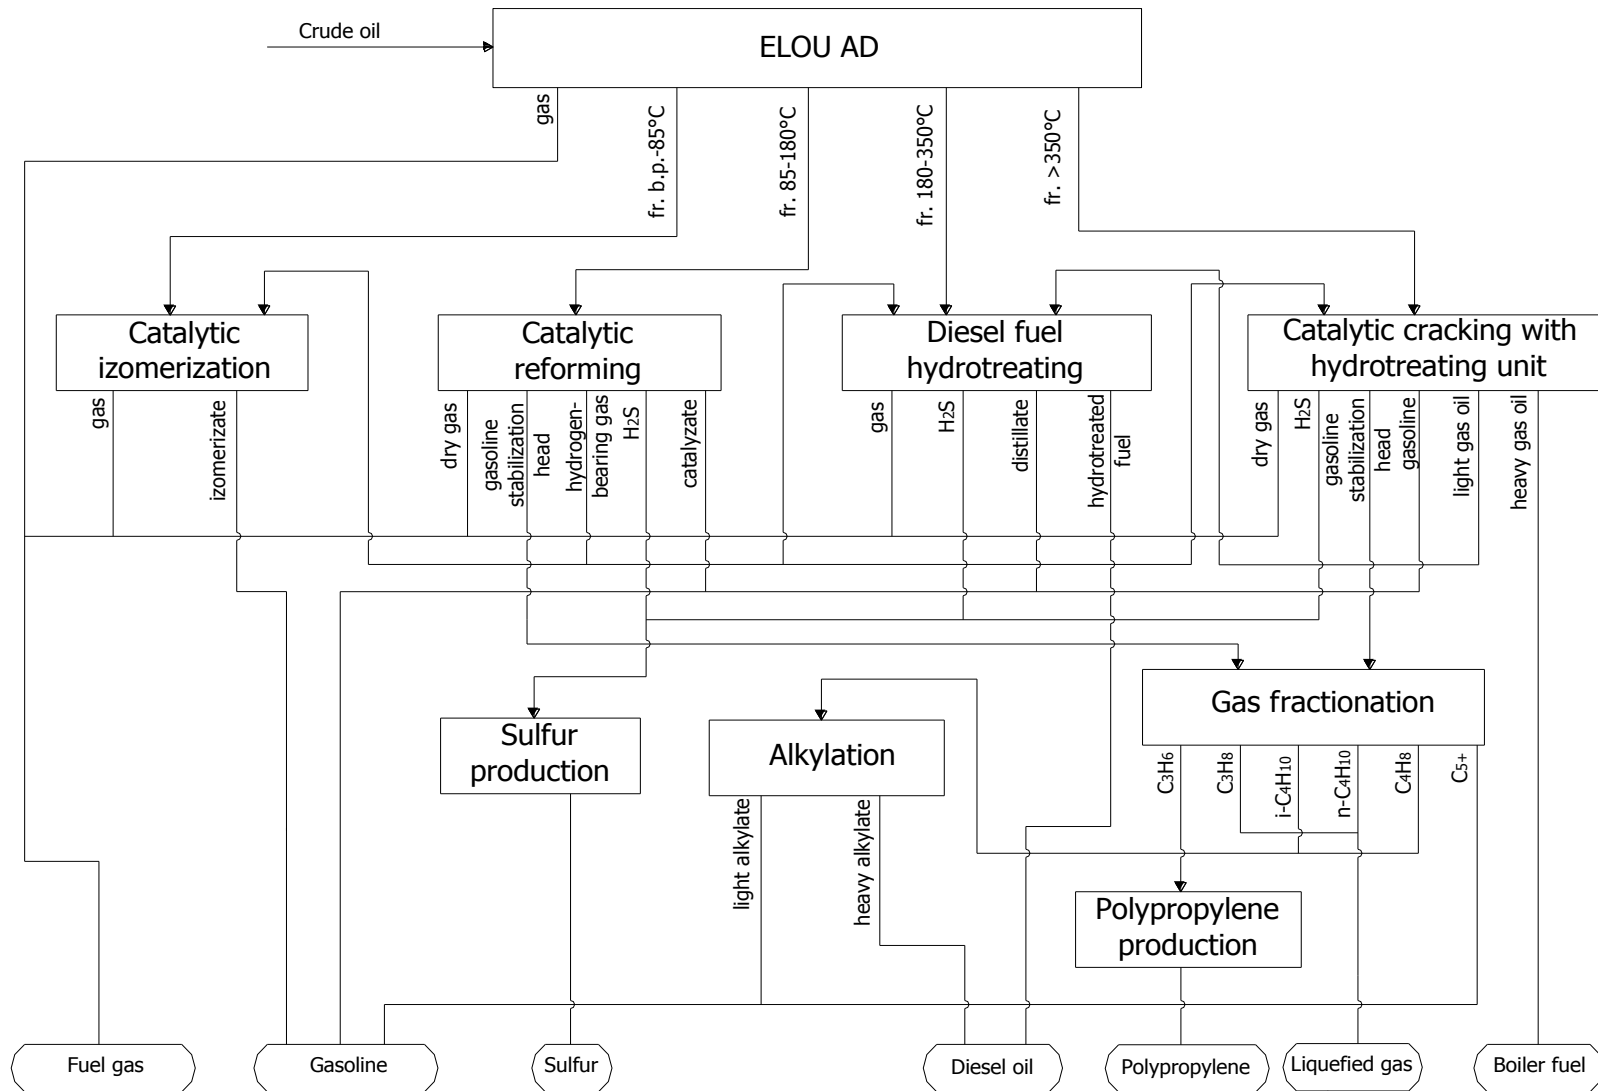 Crude oil
ELOU AD
gas
fr. b.p.-85°C
fr. 85-180°C
fr. 180-350°C
fr. >350°C
Catalytic
izomerization
Catalytic
reforming
Diesel fuel
hydrotreating
Catalytic cracking with
hydrotreating unit
gas
izomerizate
dry gas
gasoline
stabilization
head
hydrogen-
bearing gas
H2S
catalyzate
gas
H2S
distillate
hydrotreated
fuel
dry gas
H2S
gasoline
stabilization
head
gasoline
light gas oil
heavy gas oil
Gas fractionation
Sulfur
production
Alkylation
C3H6
C3H8
i-C4H10
n-C4H10
C4H8
C5+
light alkylate
heavy alkylate
Polypropylene
production
Fuel gas
Gasoline
Sulfur
Diesel oil
Polypropylene
Liquefied gas
Boiler fuel